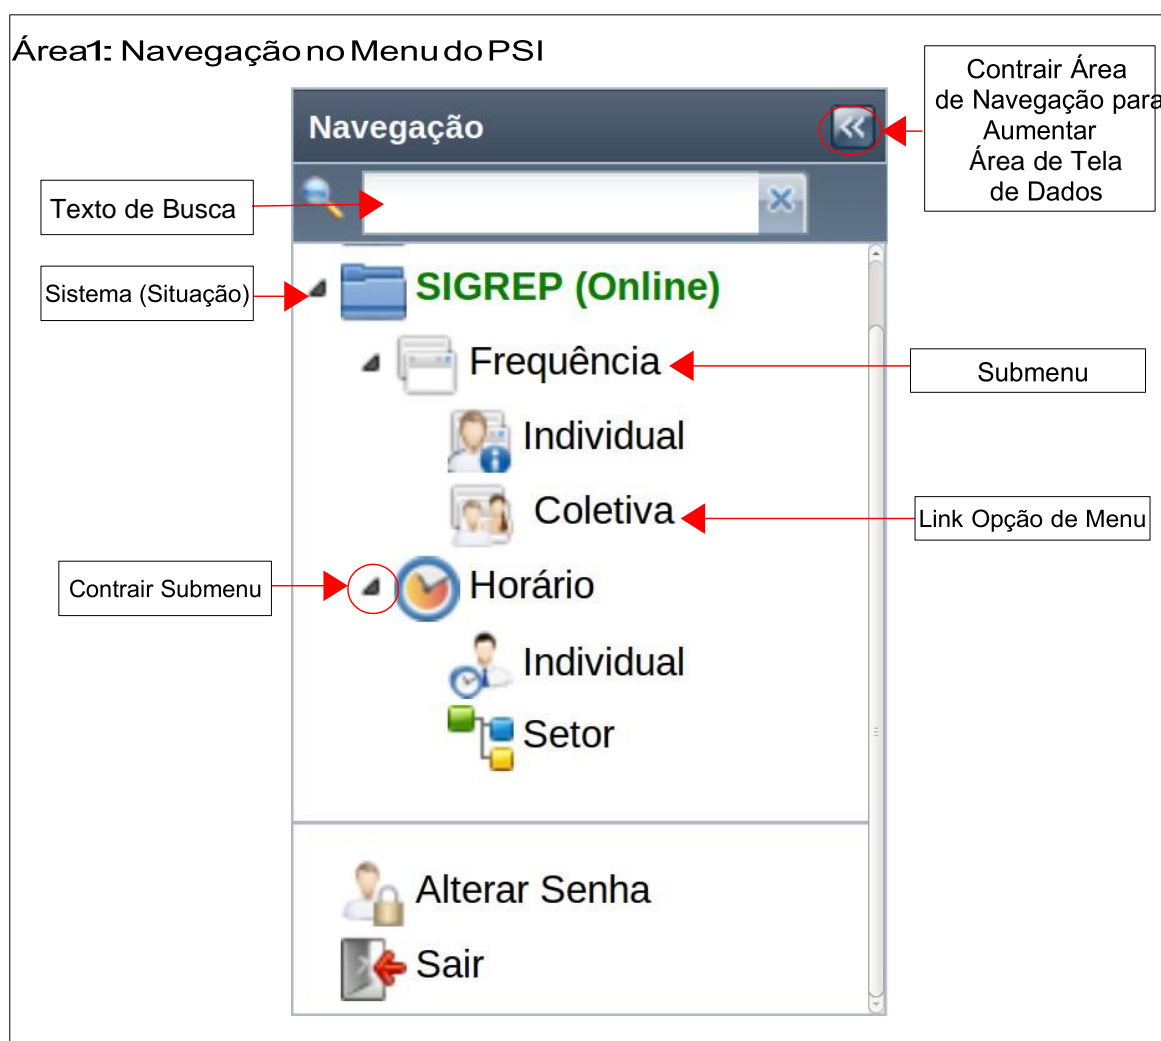 Área1: Navegação no Menu do PSI
Contrair Área
de Navegação para
Aumentar
Área de Tela
de Dados
Navegação
Texto de Busca
Sistema (Situação)
SIGREP (Online)
Frequência
Submenu
Individual
Coletiva
Link Opção de Menu
Contrair Submenu
Horário
Individual
Setor
Alterar Senha
Sair